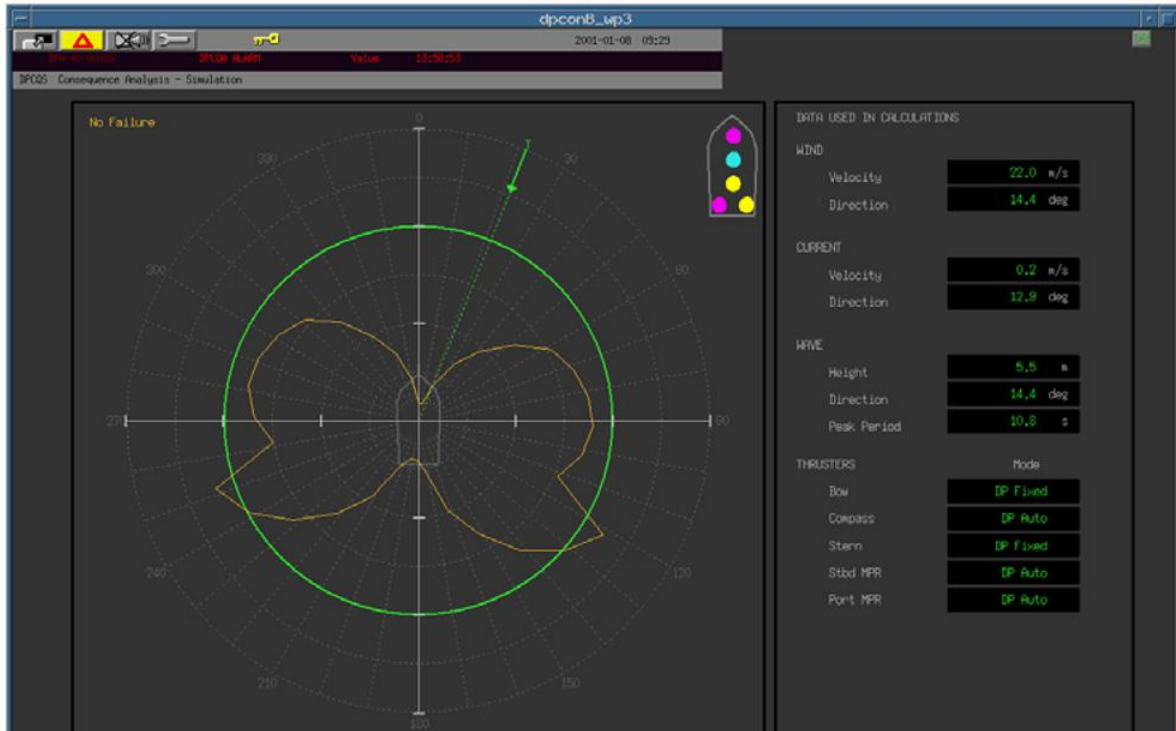 dpconB_wp3
2001-01-08 09:29
DPCQA ALARM Value 13:50:53
DPCQS Consequence Analysis - Simulation
No Failure
0
30
60
90
120
150
180
210
240
270
300
330
T
DATA USED IN CALCULATIONS
WIND
Velocity 22.0 m/s
Direction 14.4 deg
CURRENT
Velocity 0.2 m/s
Direction 12.9 deg
WAVE
Height 5.5 m
Direction 14.4 deg
Peak Period 10.8 s
THRUSTERS Mode
Bow DP Fixed
Compass DP Auto
Stern DP Fixed
Stbd MPR DP Auto
Port MPR DP Auto